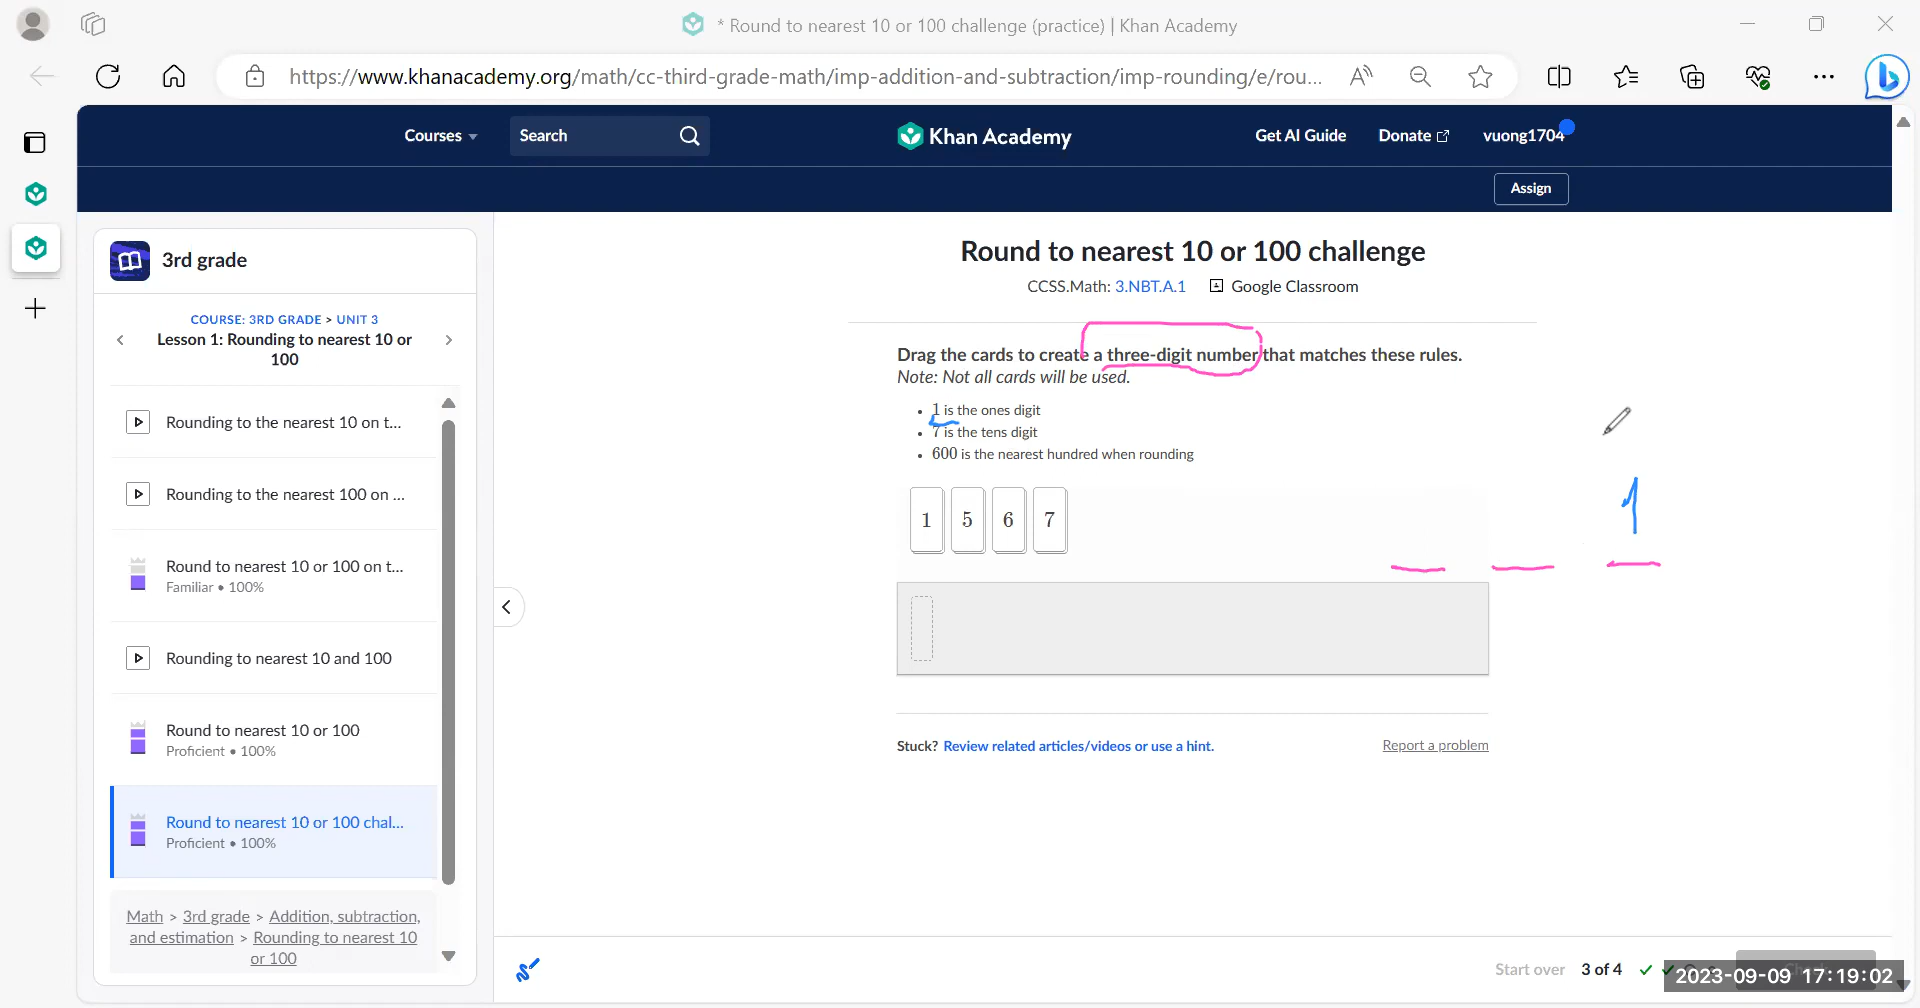 * Round to nearest 10 or 100 challenge (practice) | Khan Academy
https://www.khanacademy.org/math/cc-third-grade-math/imp-addition-and-subtraction/imp-rounding/e/rou...
Courses
Search
Khan Academy
Get AI Guide
Donate
vuong1704
Assign
3rd grade
COURSE: 3RD GRADE > UNIT 3
Lesson 1: Rounding to nearest 10 or
100
Rounding to the nearest 10 on t...
Rounding to the nearest 100 on ...
Round to nearest 10 or 100 on t...
Familiar • 100%
Rounding to nearest 10 and 100
Round to nearest 10 or 100
Proficient • 100%
Round to nearest 10 or 100 chal...
Proficient • 100%
Math > 3rd grade > Addition, subtraction,
and estimation > Rounding to nearest 10
or 100
Round to nearest 10 or 100 challenge
CCSS.Math: 3.NBT.A.1 Google Classroom
Drag the cards to create a three-digit number that matches these rules.
Note: Not all cards will be used.
• 1 is the ones digit
• 7 is the tens digit
• 600 is the nearest hundred when rounding
1 5 6 7
1
Stuck? Review related articles/videos or use a hint.
Report a problem
Start over 3 of 4
2023-09-09 17:19:02